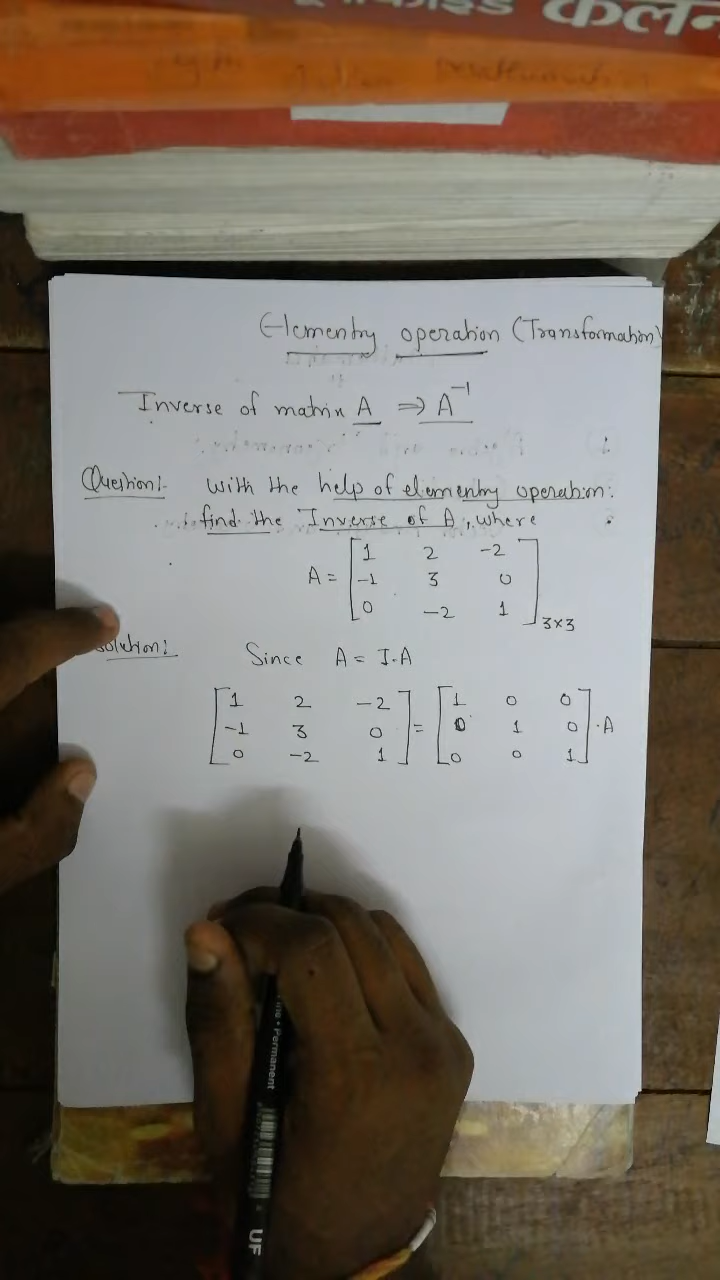 कलन
Elementry operation (Transformation)
Inverse of matrix A ⇒ A⁻¹
Question:- With the help of elementry operation.
find the Inverse of A, where
A = [1 2 -2
-1 3 0
0 -2 1] 3×3
Solution:- Since A = I.A
[1 2 -2 = [1 0 0
-1 3 0 0 1 0
0 -2 1] 0 0 1] .A
Permanent
UF